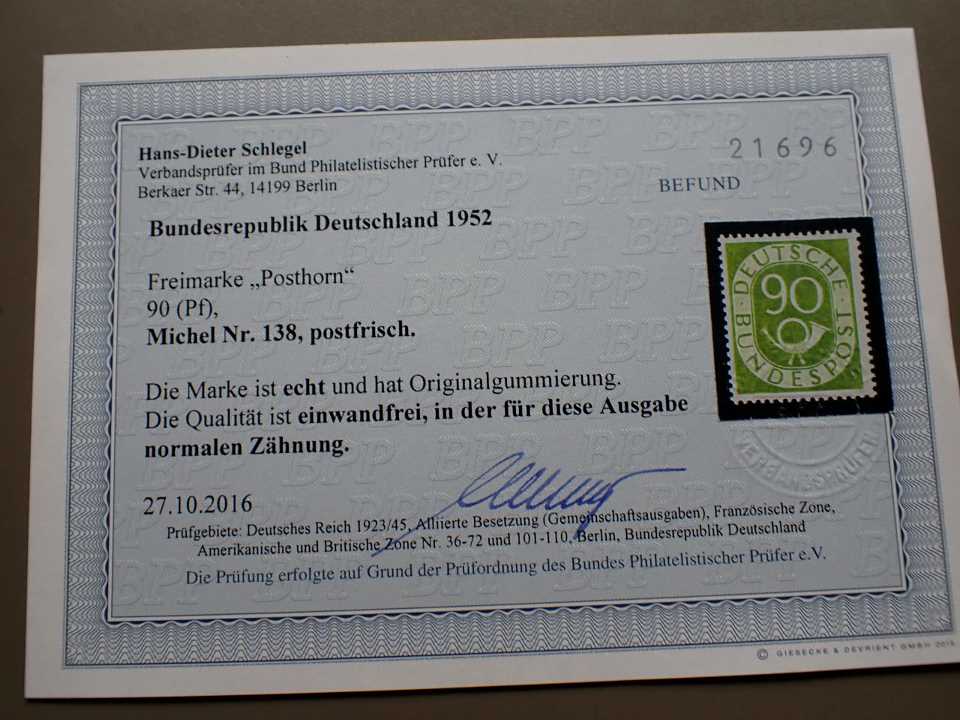 Hans-Dieter Schlegel
Verbandsprüfer im Bund Philatelistischer Prüfer e. V.
Berkaer Str. 44, 14199 Berlin
21696
BEFUND
Bundesrepublik Deutschland 1952
Freimarke „Posthorn“
90 (Pf),
Michel Nr. 138, postfrisch.
DEUTSCHE
90
BUNDESPOST
Die Marke ist echt und hat Originalgummierung.
Die Qualität ist einwandfrei, in der für diese Ausgabe
normalen Zähnung.
VERBANDSPRÜFER
27.10.2016
Prüfgebiete: Deutsches Reich 1923/45, Alliierte Besetzung (Gemeinschaftsausgaben), Französische Zone,
Amerikanische und Britische Zone Nr. 36-72 und 101-110, Berlin, Bundesrepublik Deutschland
Die Prüfung erfolgte auf Grund der Prüfordnung des Bundes Philatelistischer Prüfer e.V.
BPP
© GIESECKE & DEVRIENT GMBH